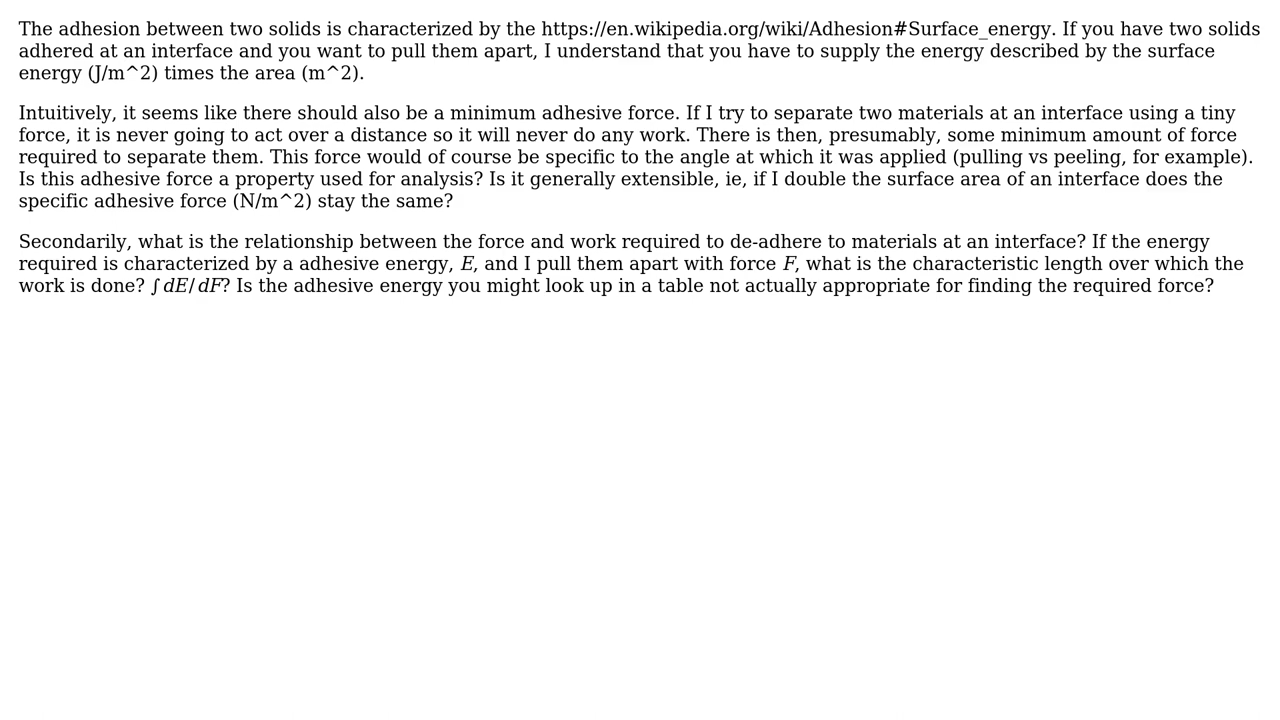 The adhesion between two solids is characterized by the https://en.wikipedia.org/wiki/Adhesion#Surface_energy. If you have two solids
adhered at an interface and you want to pull them apart, I understand that you have to supply the energy described by the surface
energy (J/m^2) times the area (m^2).
Intuitively, it seems like there should also be a minimum adhesive force. If I try to separate two materials at an interface using a tiny
force, it is never going to act over a distance so it will never do any work. There is then, presumably, some minimum amount of force
required to separate them. This force would of course be specific to the angle at which it was applied (pulling vs peeling, for example).
Is this adhesive force a property used for analysis? Is it generally extensible, ie, if I double the surface area of an interface does the
specific adhesive force (N/m^2) stay the same?
Secondarily, what is the relationship between the force and work required to de-adhere to materials at an interface? If the energy
required is characterized by a adhesive energy, E, and I pull them apart with force F, what is the characteristic length over which the
work is done? ∫ dE/dF? Is the adhesive energy you might look up in a table not actually appropriate for finding the required force?